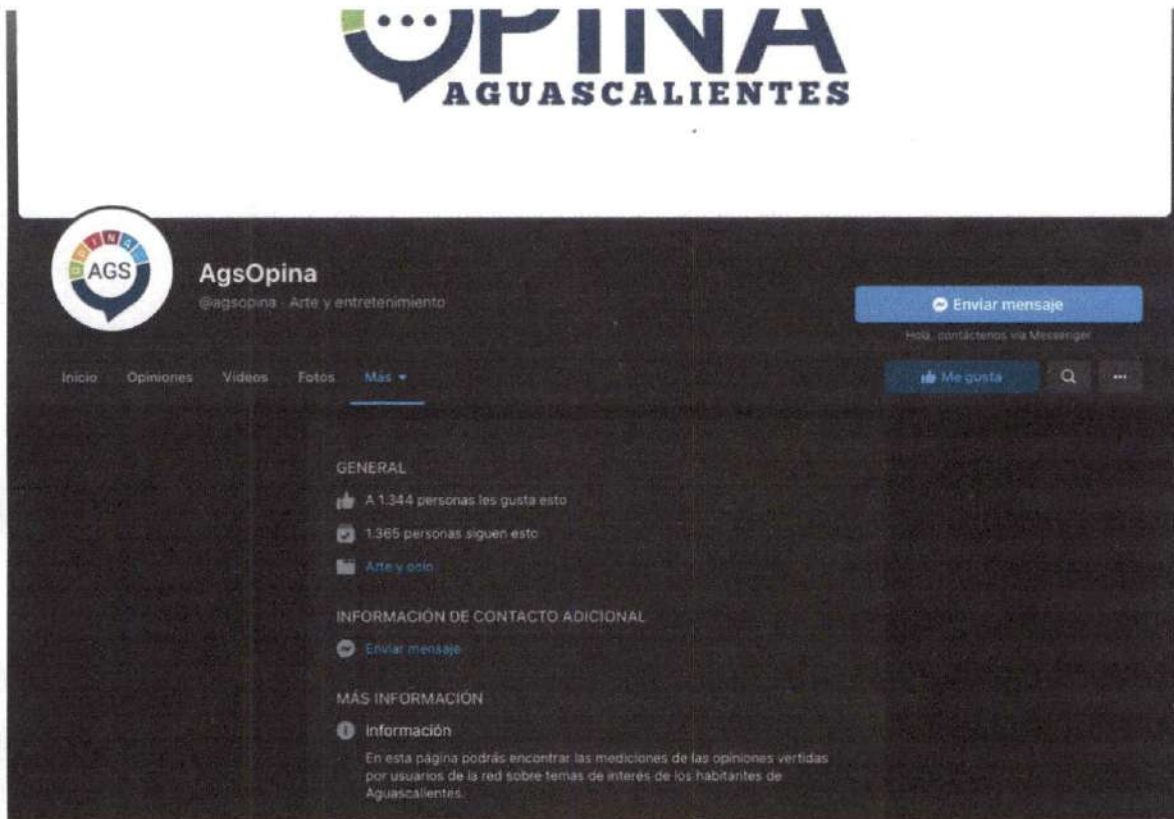 OPINA
AGUASCALIENTES
OPINA
AGS
AgsOpina
@agsopina · Arte y entretenimiento
Enviar mensaje
Hola, contáctenos vía Messenger
Inicio Opiniones Videos Fotos Más
Me gusta
GENERAL
A 1.344 personas les gusta esto
1.365 personas siguen esto
Arte y ocio
INFORMACIÓN DE CONTACTO ADICIONAL
Enviar mensaje
MÁS INFORMACIÓN
Información
En esta página podrás encontrar las mediciones de las opiniones vertidas
por usuarios de la red sobre temas de interés de los habitantes de
Aguascalientes.